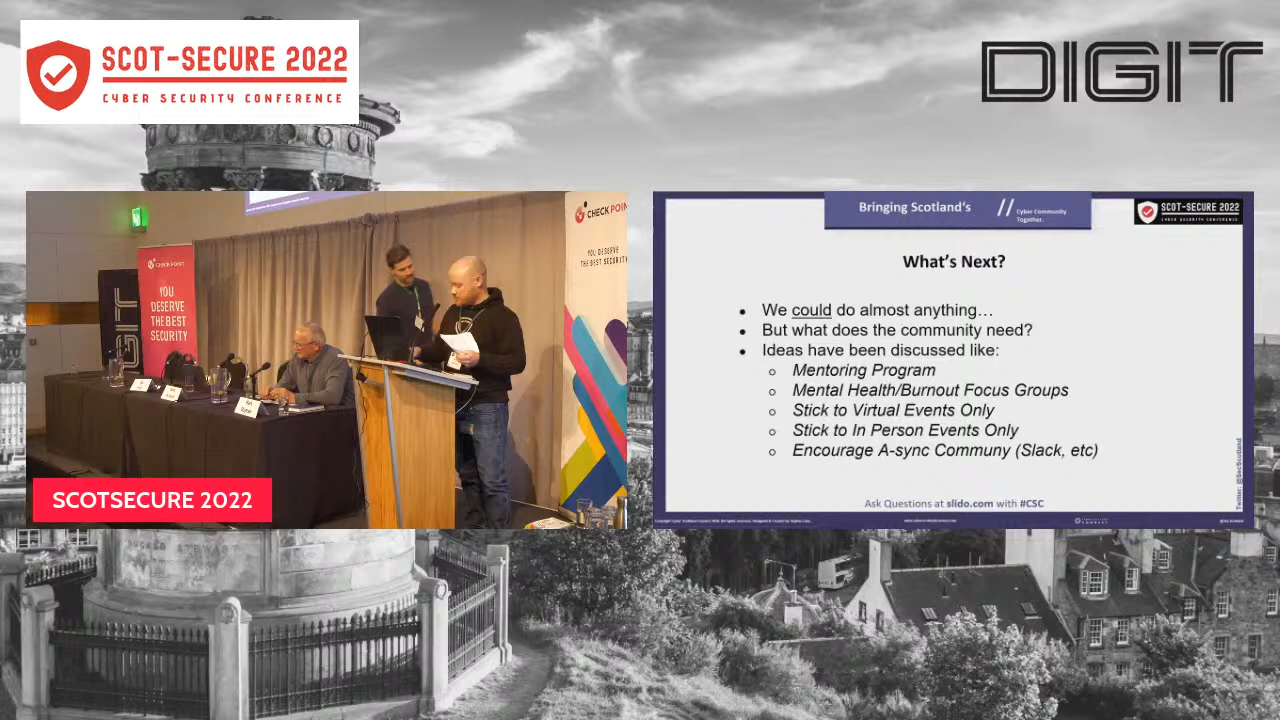 SCOT-SECURE 2022
CYBER SECURITY CONFERENCE
DIGIT
CHECK POINT
YOU
DESERVE
THE BEST
SECURITY
GIT
CHECK POIN
YOU DESERVE
THE BEST SECURITY
SCOTSECURE 2022
Bringing Scotland's // Cyber Community
Together.
SCOT-SECURE 2022
CYBER SECURITY CONFERENCE
What's Next?
• We could do almost anything…
• But what does the community need?
• Ideas have been discussed like:
○ Mentoring Program
○ Mental Health/Burnout Focus Groups
○ Stick to Virtual Events Only
○ Stick to In Person Events Only
○ Encourage A-sync Communy (Slack, etc)
Ask Questions at slido.com with #CSC